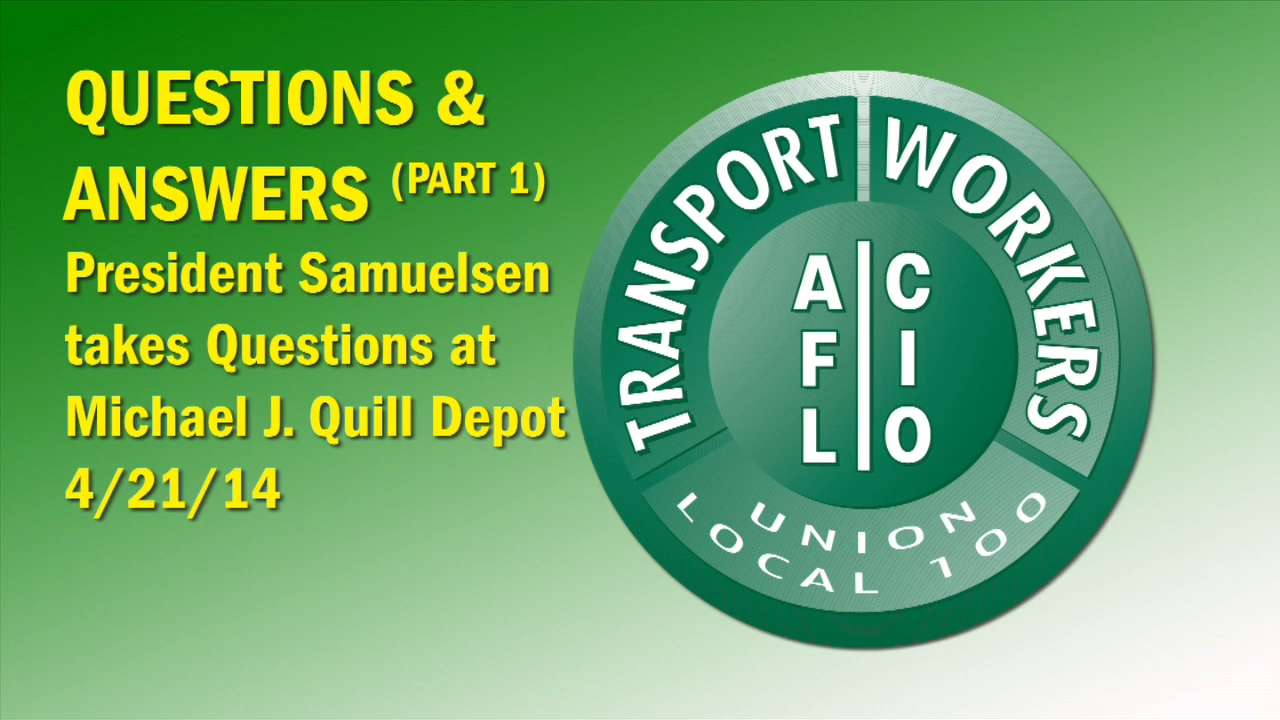 QUESTIONS &
ANSWERS (PART 1)
President Samuelsen
takes Questions at
Michael J. Quill Depot
4/21/14
TRANSPORT WORKERS
A C
F I
L O
UNION
LOCAL 100